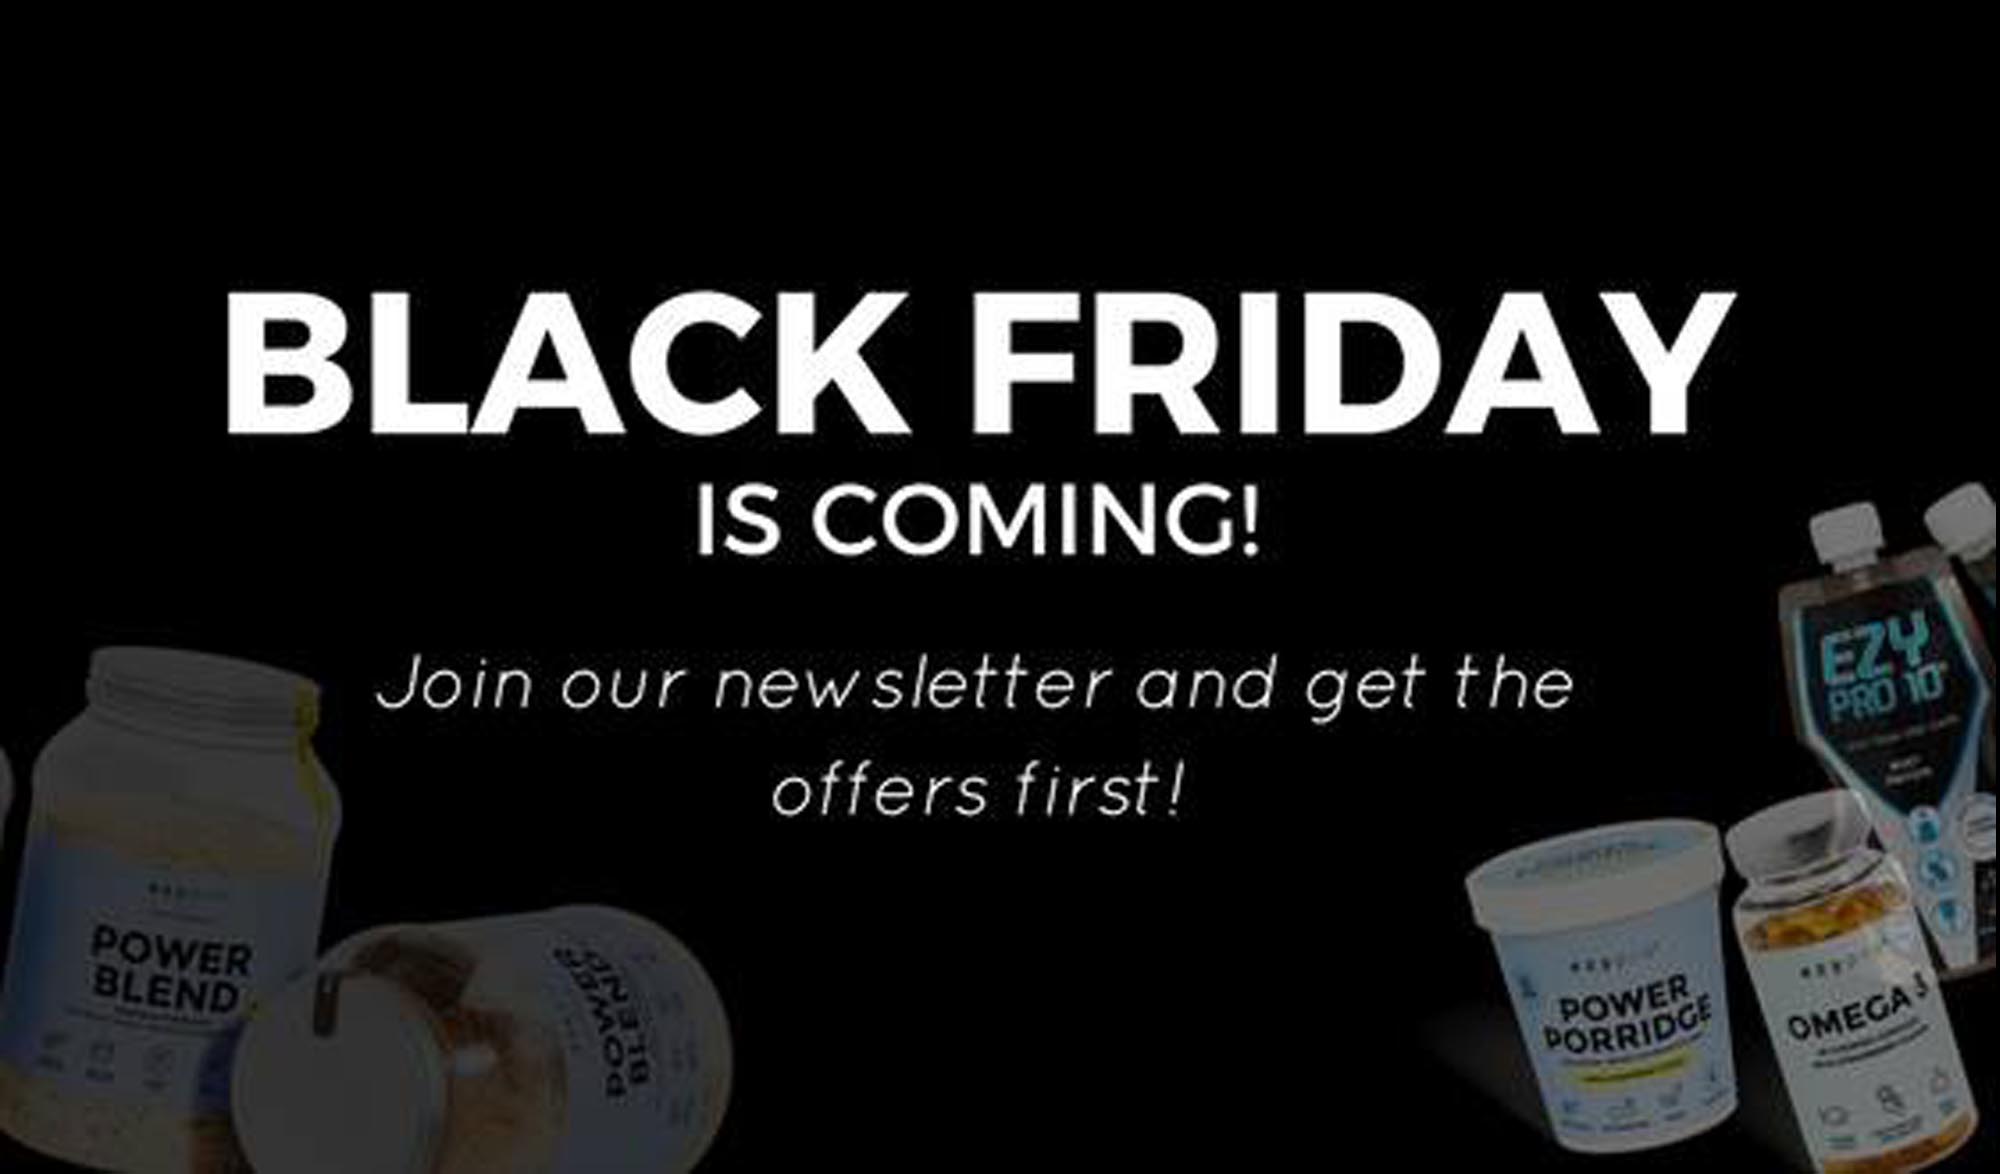 BLACK FRIDAY
IS COMING!
Join our newsletter and get the
offers first!
POWER
BLEND
POWER
BLEND
EZY
PRO 10
POWER
PORRIDGE
OMEGA 3